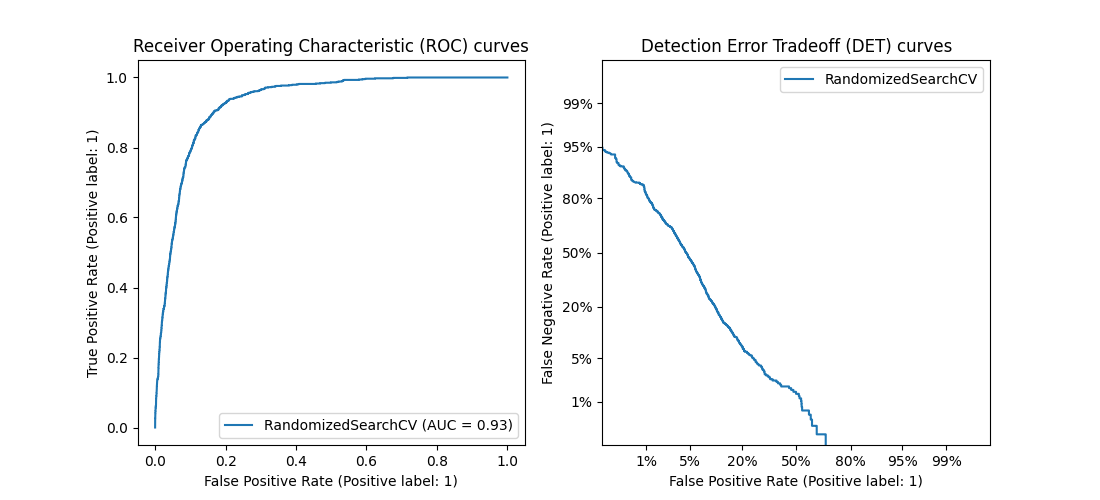 Receiver Operating Characteristic (ROC) curves
True Positive Rate (Positive label: 1)
1.0
0.8
0.6
0.4
0.2
0.0
RandomizedSearchCV (AUC = 0.93)
0.0 0.2 0.4 0.6 0.8 1.0
False Positive Rate (Positive label: 1)
Detection Error Tradeoff (DET) curves
False Negative Rate (Positive label: 1)
RandomizedSearchCV
99%
95%
80%
50%
20%
5%
1%
1% 5% 20% 50% 80% 95% 99%
False Positive Rate (Positive label: 1)